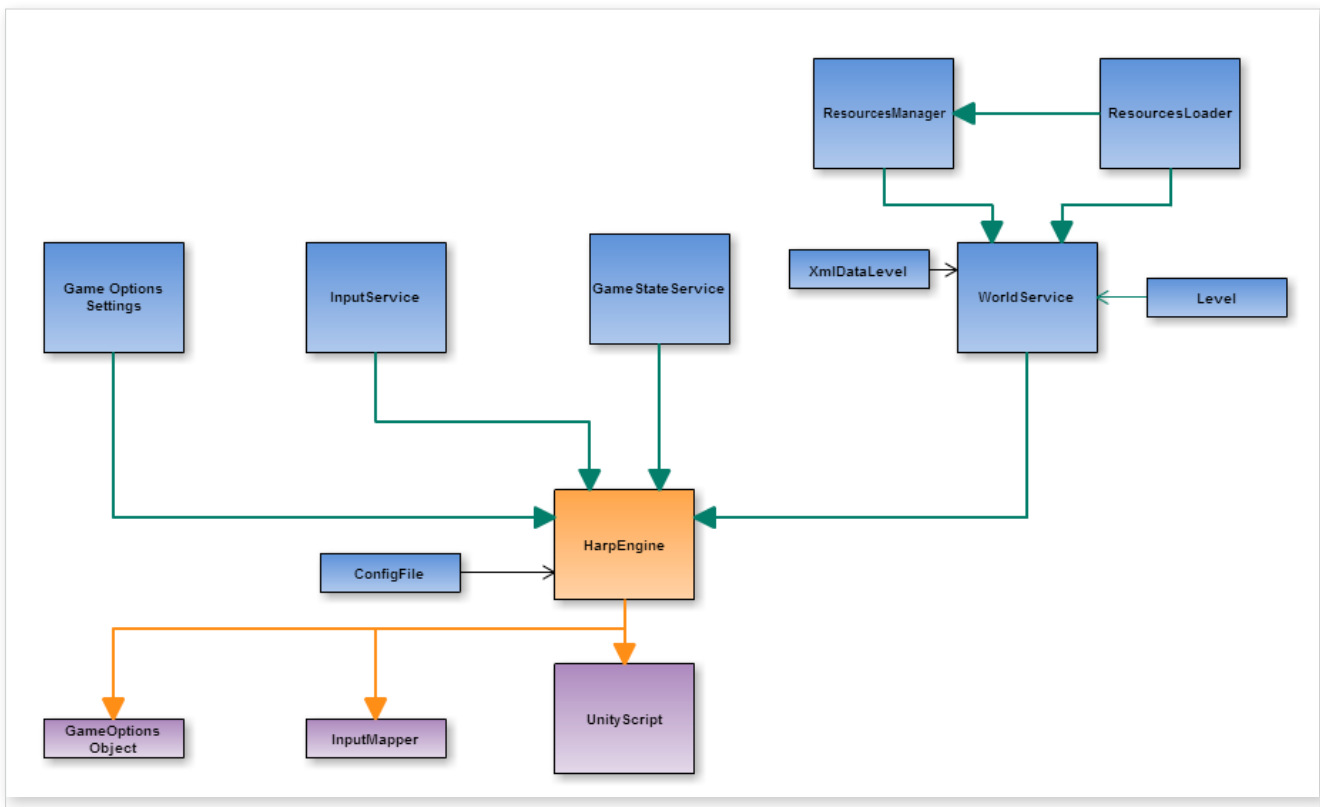 ResourcesManager
ResourcesLoader
Game Options
Settings
InputService
GameStateService
XmlDataLevel
WorldService
Level
HarpEngine
ConfigFile
GameOptions
Object
InputMapper
UnityScript